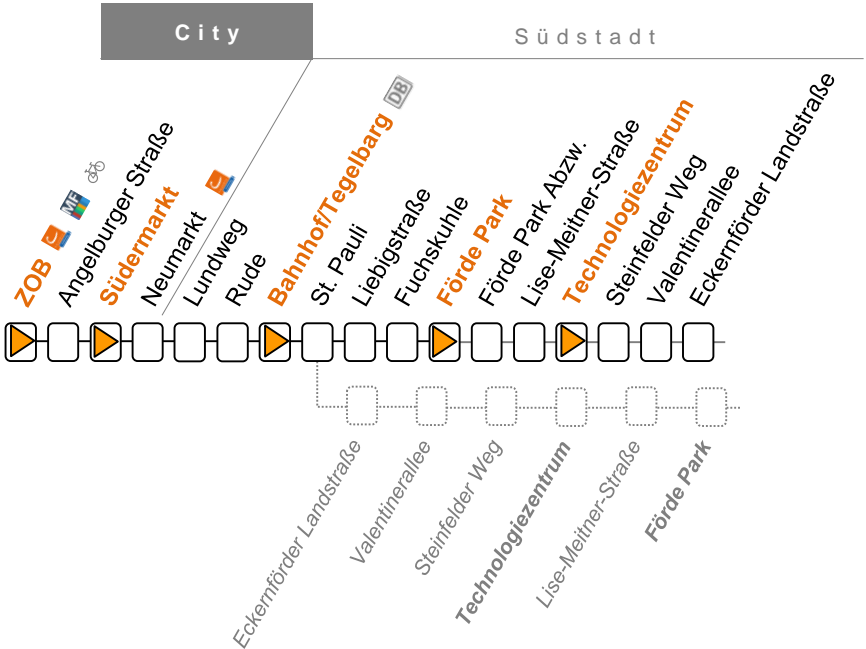 City
Südstadt
ZOB
MF
Angelburger Straße
Südermarkt
Neumarkt
Lundweg
Rude
Bahnhof/Tegelbarg
DB
St. Pauli
Liebigstraße
Fuchskuhle
Förde Park
Förde Park Abzw.
Lise-Meitner-Straße
Technologiezentrum
Steinfelder Weg
Valentinerallee
Eckernförder Landstraße
Eckernförder Landstraße
Valentinerallee
Steinfelder Weg
Technologiezentrum
Lise-Meitner-Straße
Förde Park